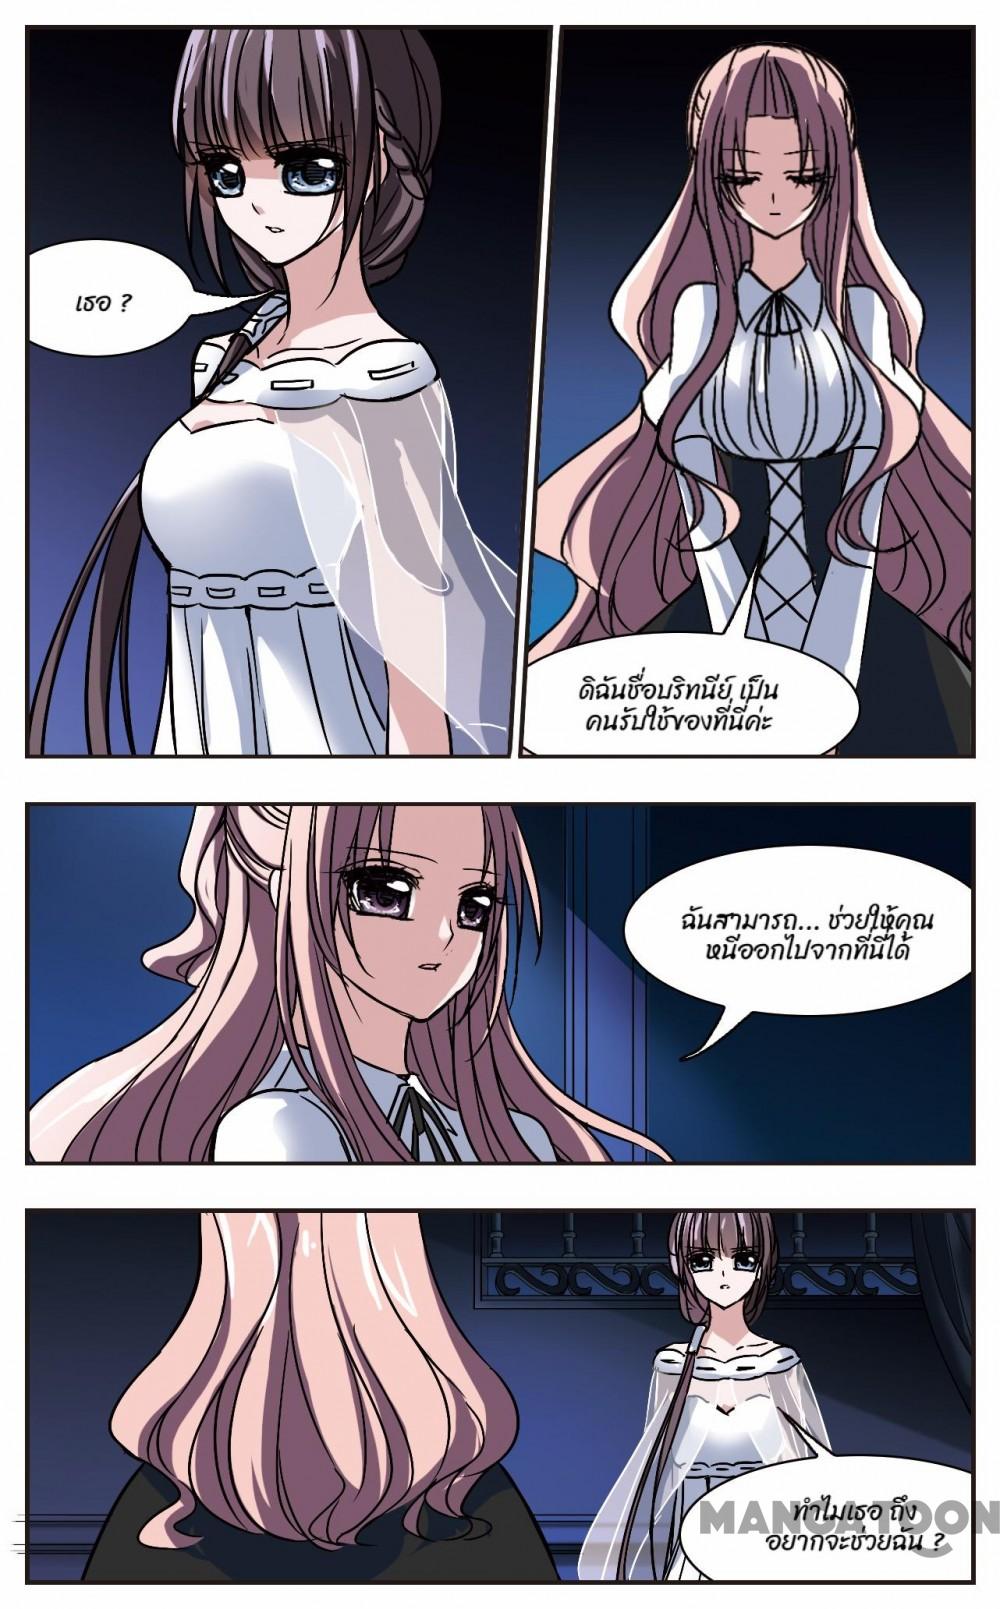 เธอ ?
ดิฉันชื่อบริทนีย์ เป็น
คนรับใช้ของที่นี่ค่ะ
ฉันสามารถ... ช่วยให้คุณ
หนีออกไปจากที่นี่ได้
ทำไมเธอ ถึง
อยากจะช่วยฉัน ?
MANGATOON